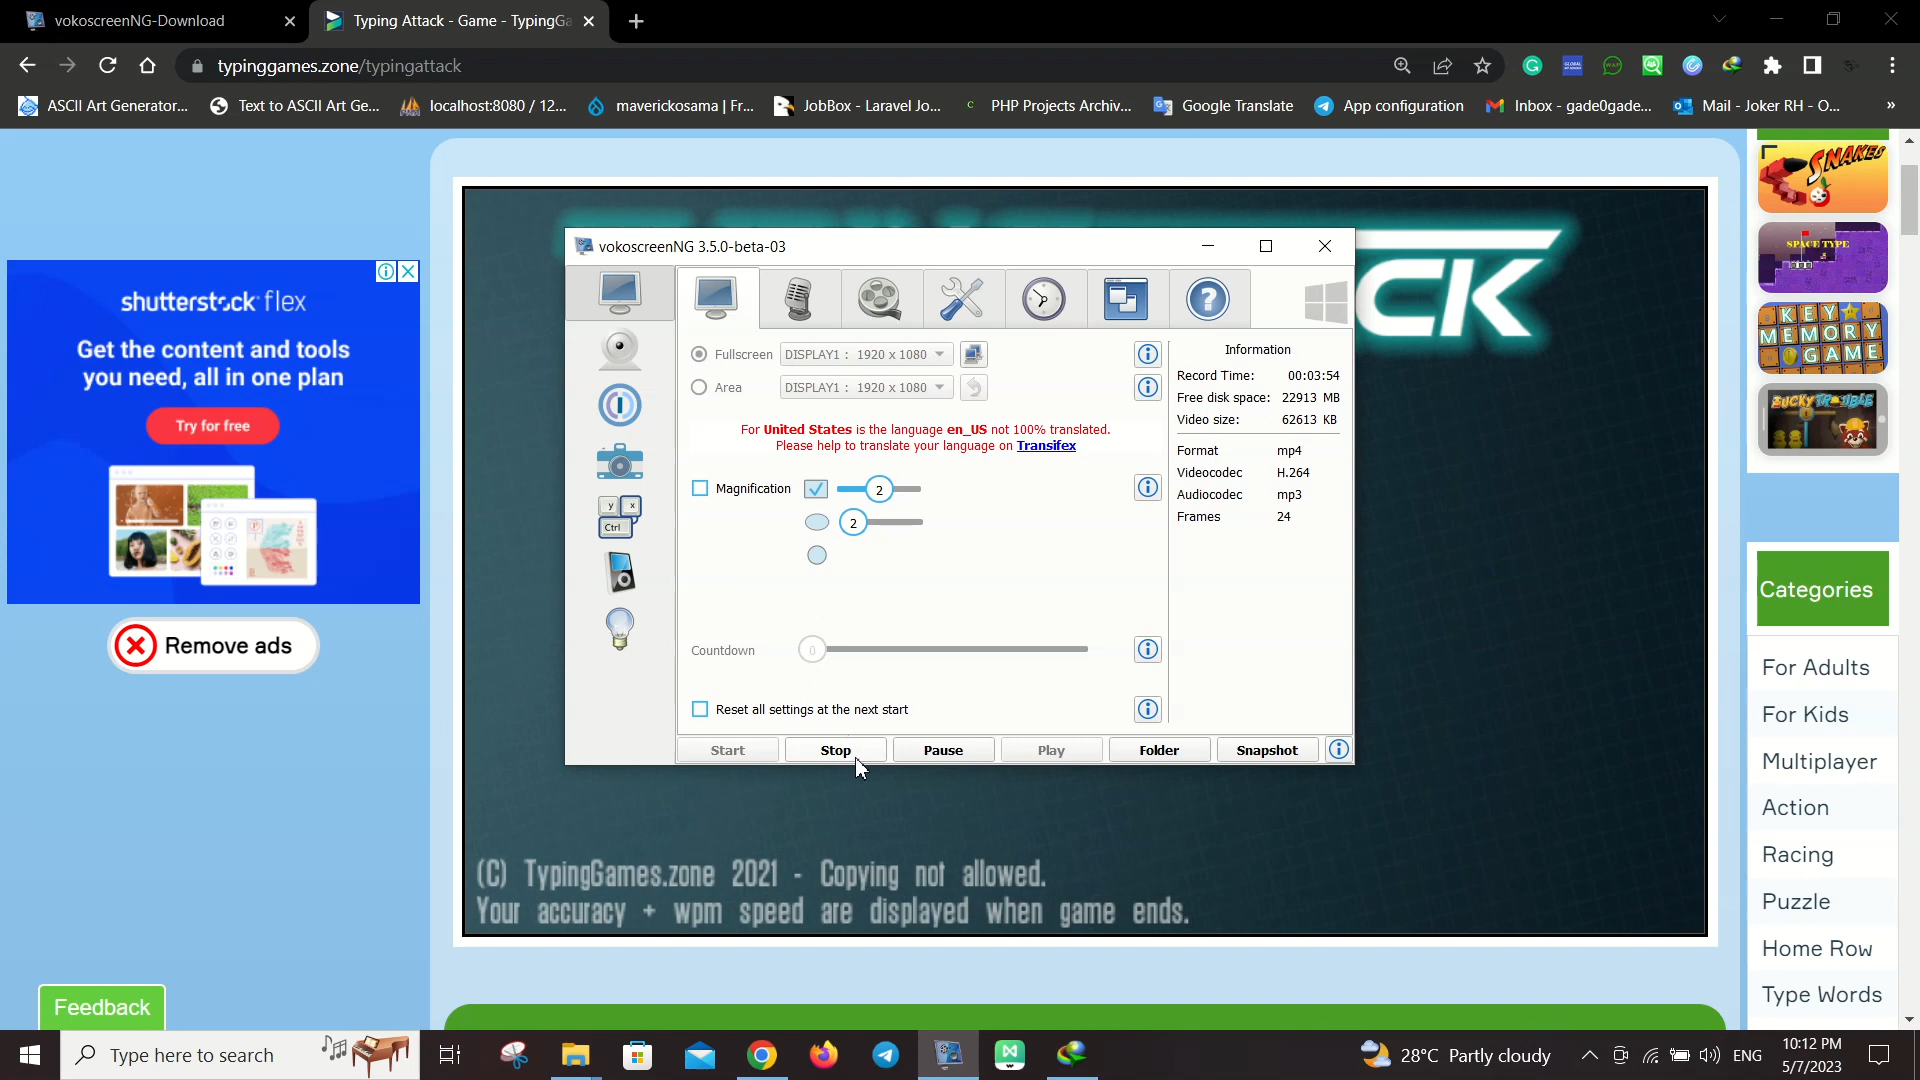 vokoscreenNG-Download
Typing Attack - Game - TypingGa
typinggames.zone/typingattack
ASCII Art Generator...
Text to ASCII Art Ge...
localhost:8080 / 12...
maverickosama | Fr...
JobBox - Laravel Jo...
PHP Projects Archiv...
Google Translate
App configuration
Inbox - gade0gade...
Mail - Joker RH - O...
»
shutterstock flex
Get the content and tools
you need, all in one plan
Try for free
Remove ads
Feedback
CK
vokoscreenNG 3.5.0-beta-03
Fullscreen DISPLAY1 : 1920 x 1080
Area DISPLAY1 : 1920 x 1080
For United States is the language en_US not 100% translated.
Please help to translate your language on Transifex
Magnification 2
2
y x
Ctrl
Countdown 0
Reset all settings at the next start
Information
Record Time: 00:03:54
Free disk space: 22913 MB
Video size: 62613 KB
Format mp4
Videocodec H.264
Audiocodec mp3
Frames 24
Start Stop Pause Play Folder Snapshot
(C) TypingGames.zone 2021 - Copying not allowed.
Your accuracy + wpm speed are displayed when game ends.
SNAKES
SPACE TYPE
KEY
MEMORY
GAME
ZUCKY TROUBLE
Categories
For Adults
For Kids
Multiplayer
Action
Racing
Puzzle
Home Row
Type Words
Type here to search
28°C Partly cloudy
ENG
10:12 PM
5/7/2023